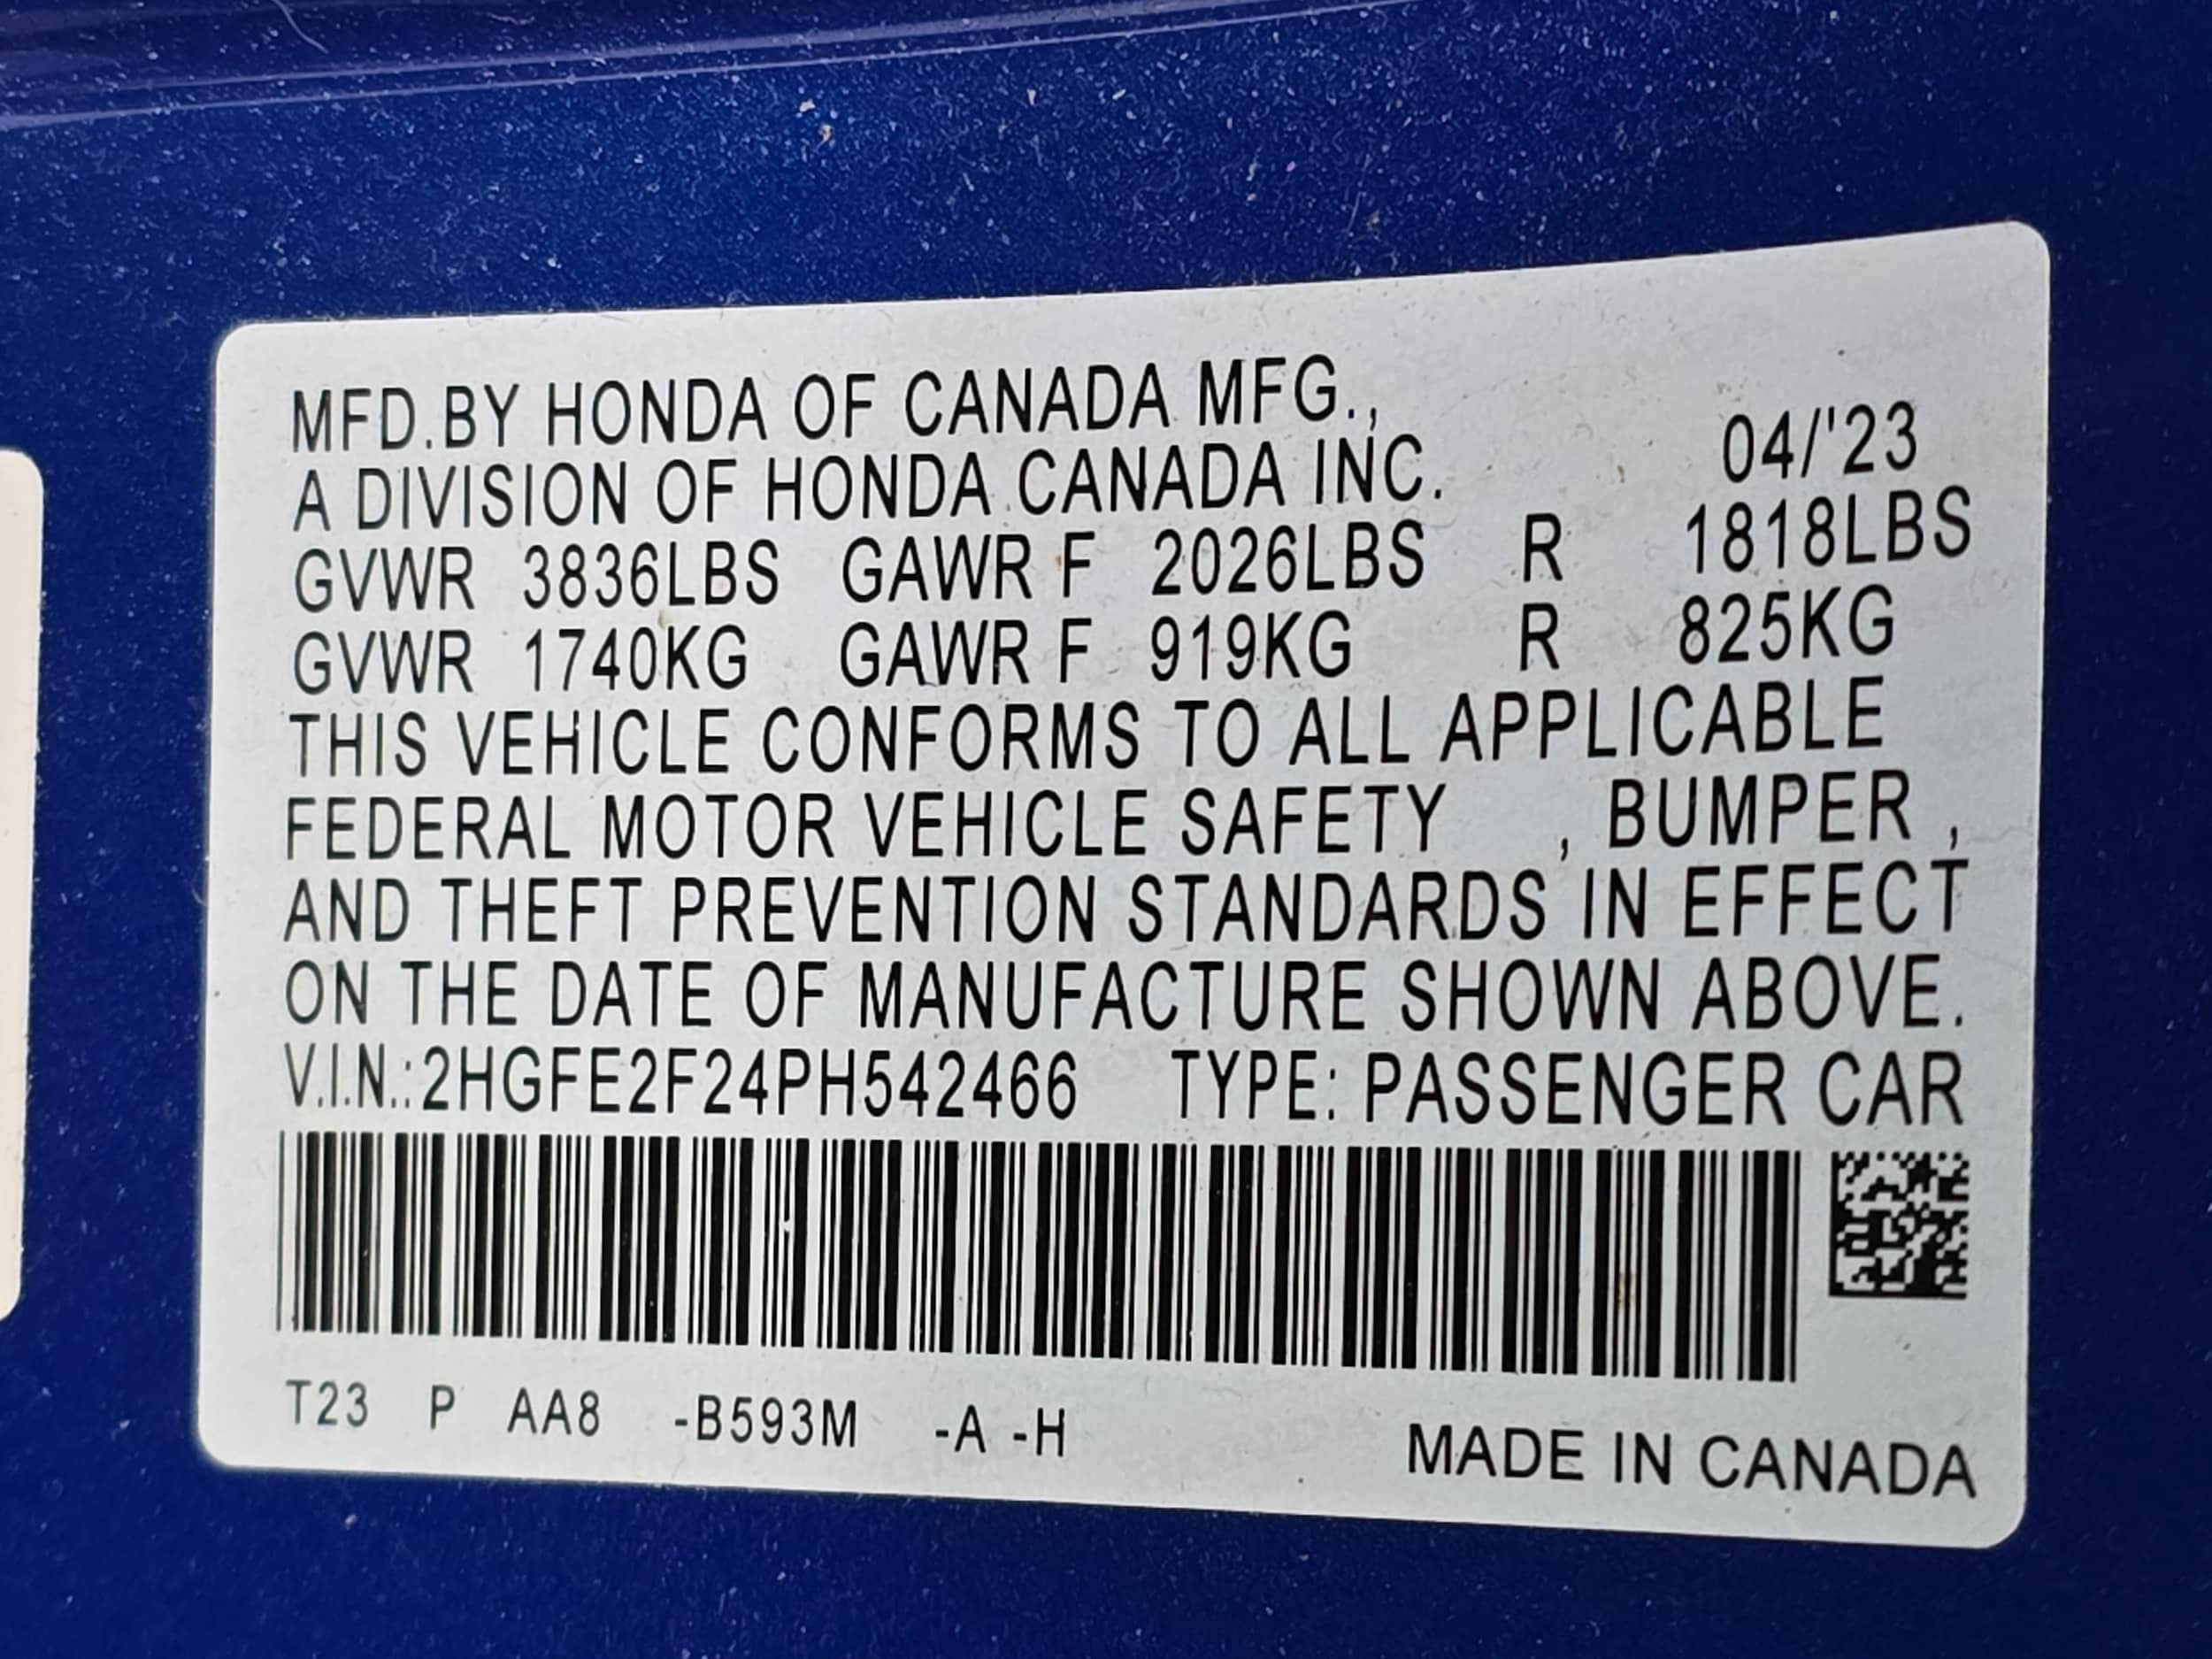 MFD.BY HONDA OF CANADA MFG.,
A DIVISION OF HONDA CANADA INC. 04/'23
GVWR 3836LBS GAWR F 2026LBS R 1818LBS
GVWR 1740KG GAWR F 919KG R 825KG
THIS VEHICLE CONFORMS TO ALL APPLICABLE
FEDERAL MOTOR VEHICLE SAFETY , BUMPER ,
AND THEFT PREVENTION STANDARDS IN EFFECT
ON THE DATE OF MANUFACTURE SHOWN ABOVE.
V.I.N.:2HGFE2F24PH542466 TYPE: PASSENGER CAR
T23 P AA8 -B593M -A -H
MADE IN CANADA